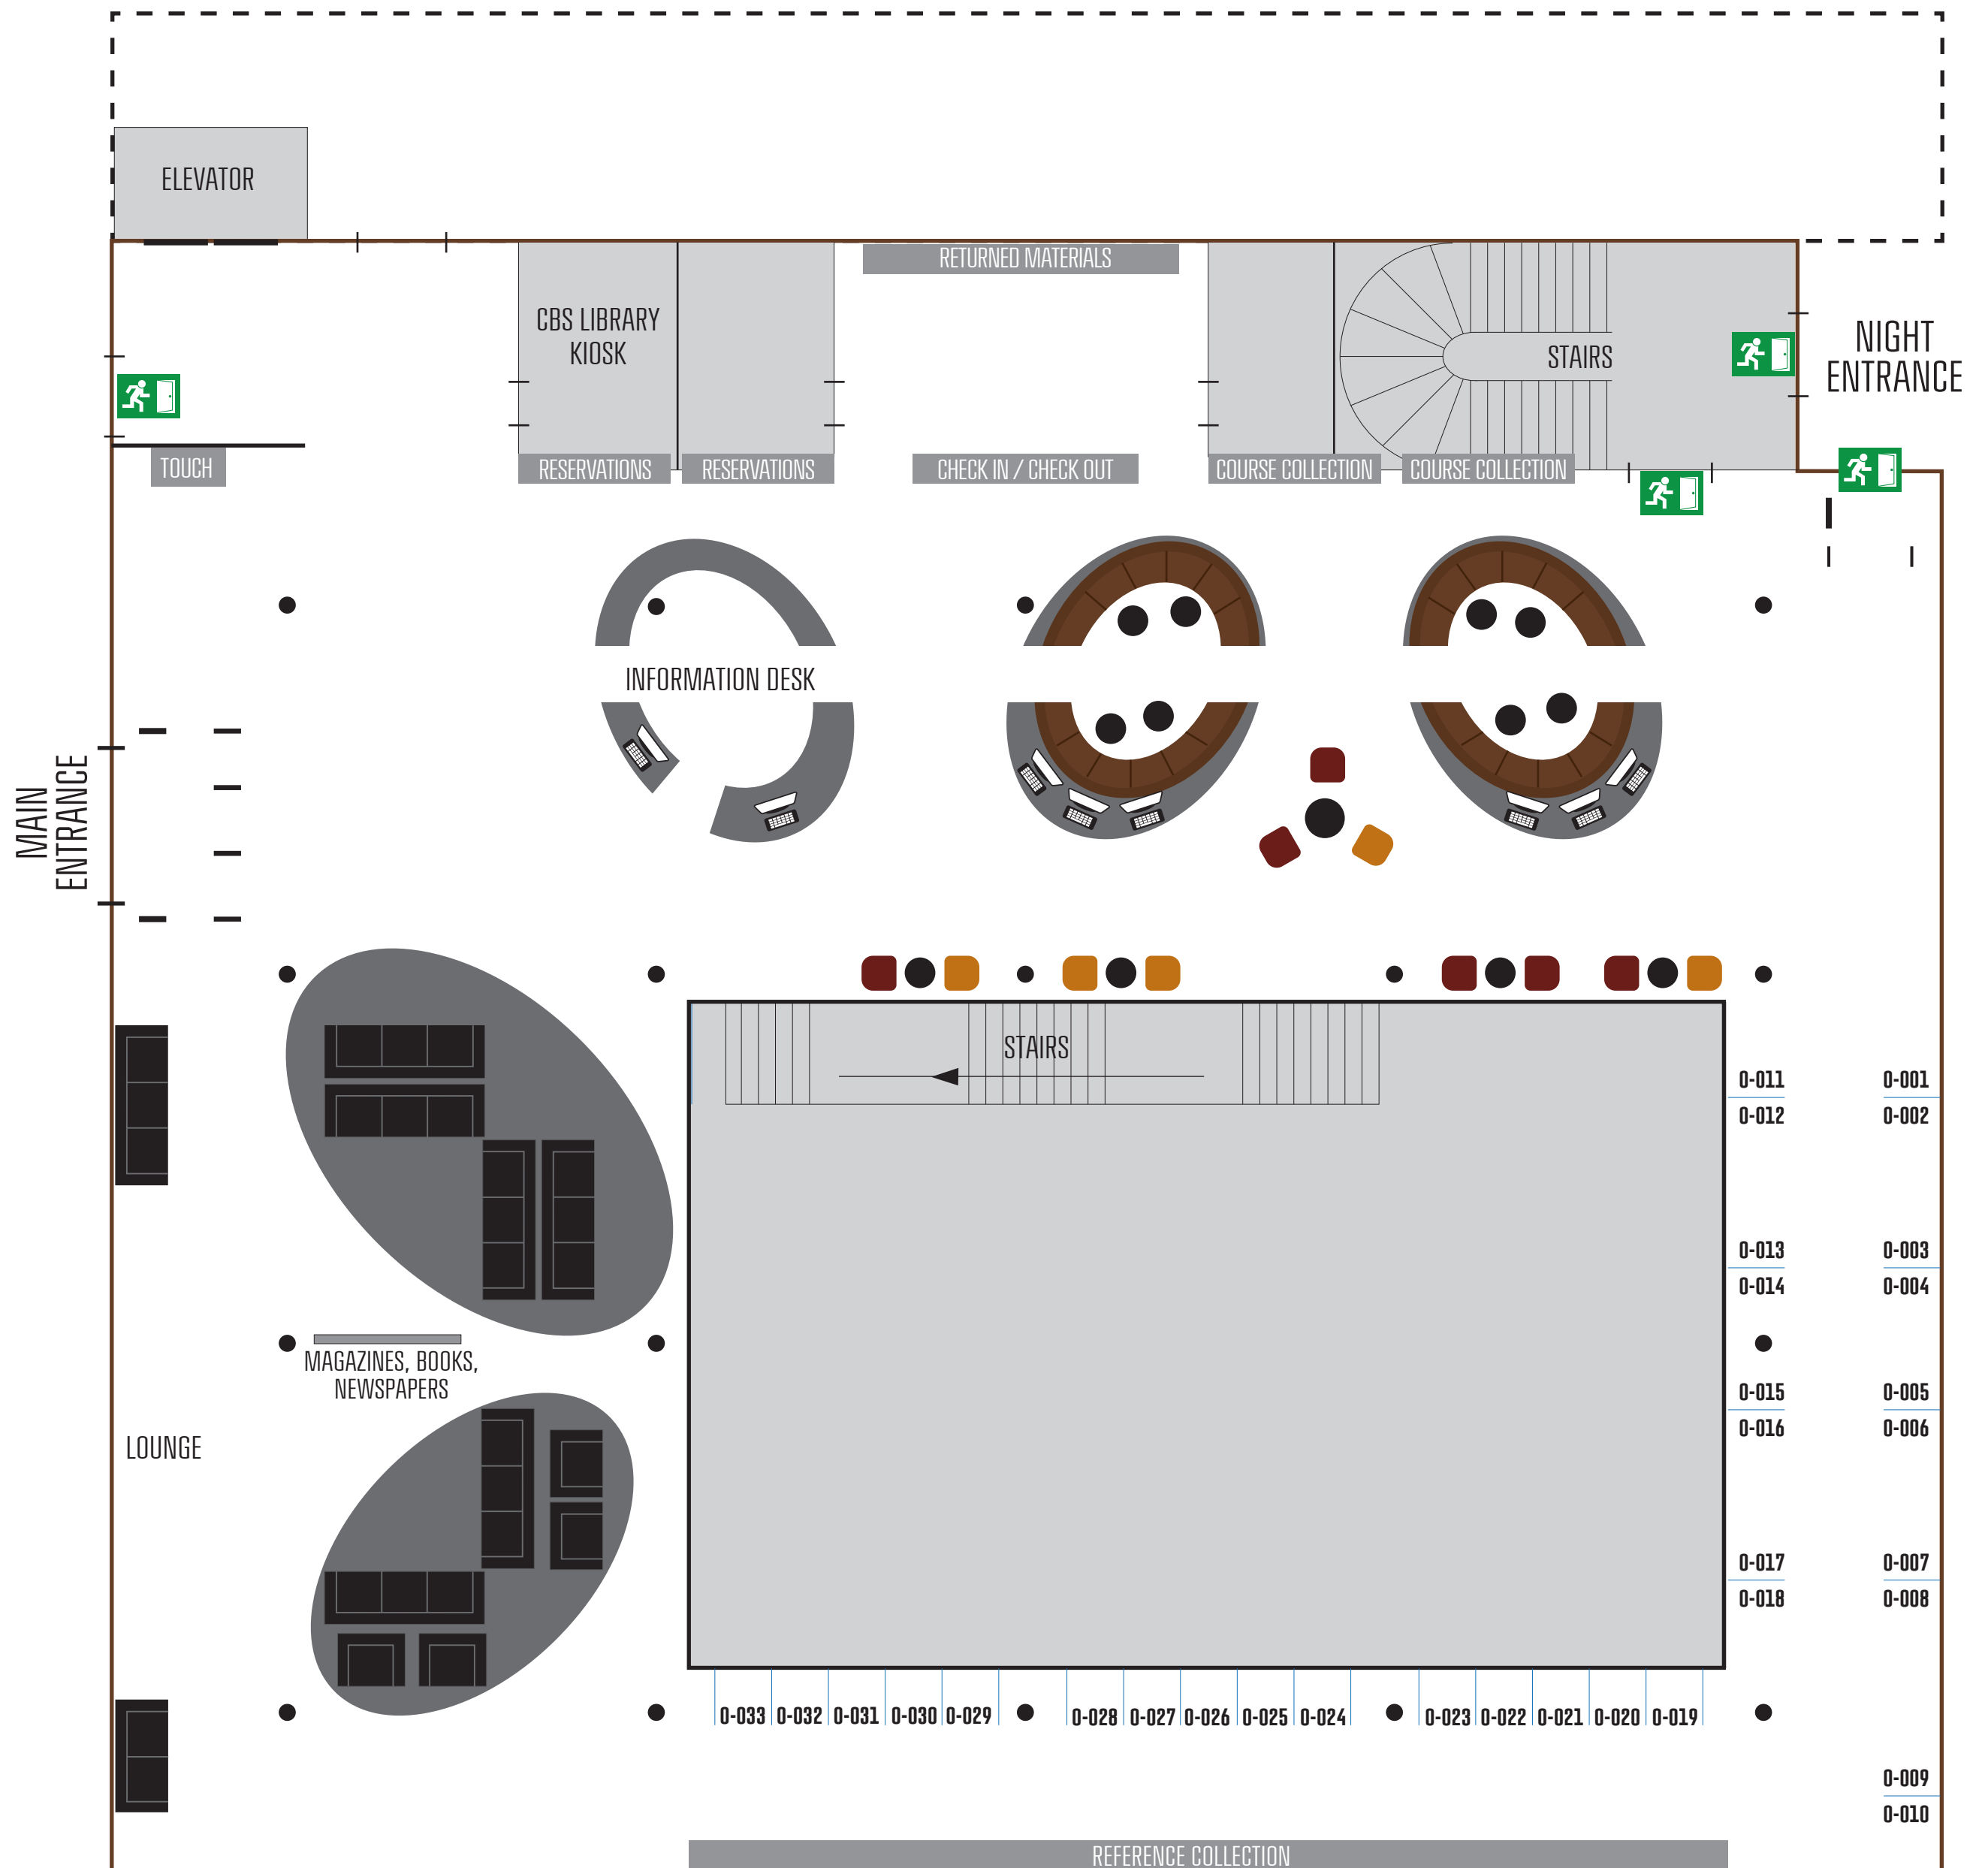 ELEVATOR
RETURNED MATERIALS
CBS LIBRARY
KIOSK
STAIRS
NIGHT
ENTRANCE
TOUCH
RESERVATIONS
RESERVATIONS
CHECK IN / CHECK OUT
COURSE COLLECTION
COURSE COLLECTION
INFORMATION DESK
MAIN
ENTRANCE
STAIRS
0-011
0-001
0-012
0-002
0-013
0-003
0-014
0-004
MAGAZINES, BOOKS,
NEWSPAPERS
0-015
0-005
0-016
0-006
LOUNGE
0-017
0-007
0-018
0-008
0-033
0-032
0-031
0-030
0-029
0-028
0-027
0-026
0-025
0-024
0-023
0-022
0-021
0-020
0-019
0-009
0-010
REFERENCE COLLECTION